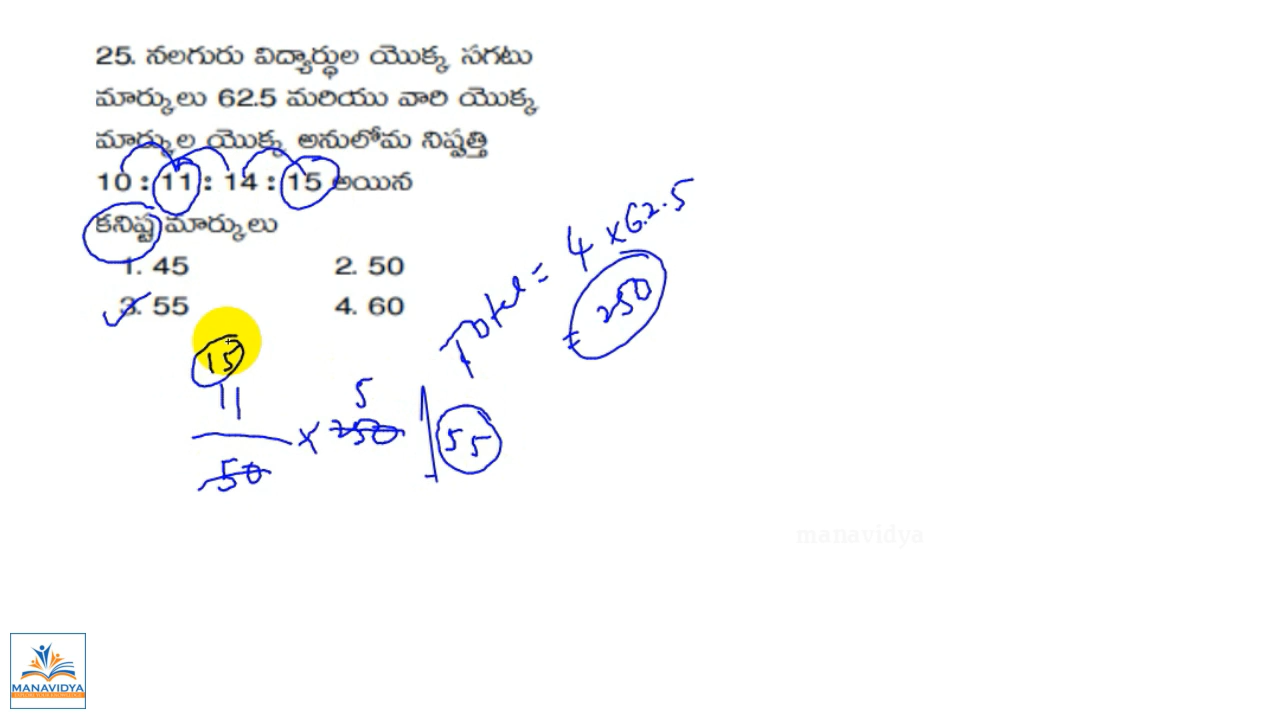 25. నలగురు విద్యార్థుల యొక్క సగటు
మార్కులు 62.5 మరియు వారి యొక్క
మార్కుల యొక్క అనులోమ నిష్పత్తి
10 : 11 : 14 : 15 అయిన
కనిష్ట మార్కులు
1. 45 2. 50
3. 55 4. 60
Total = 4 x 62.5
= 250
15
11 5
x 250 55
50
manavidya
MANAVIDYA